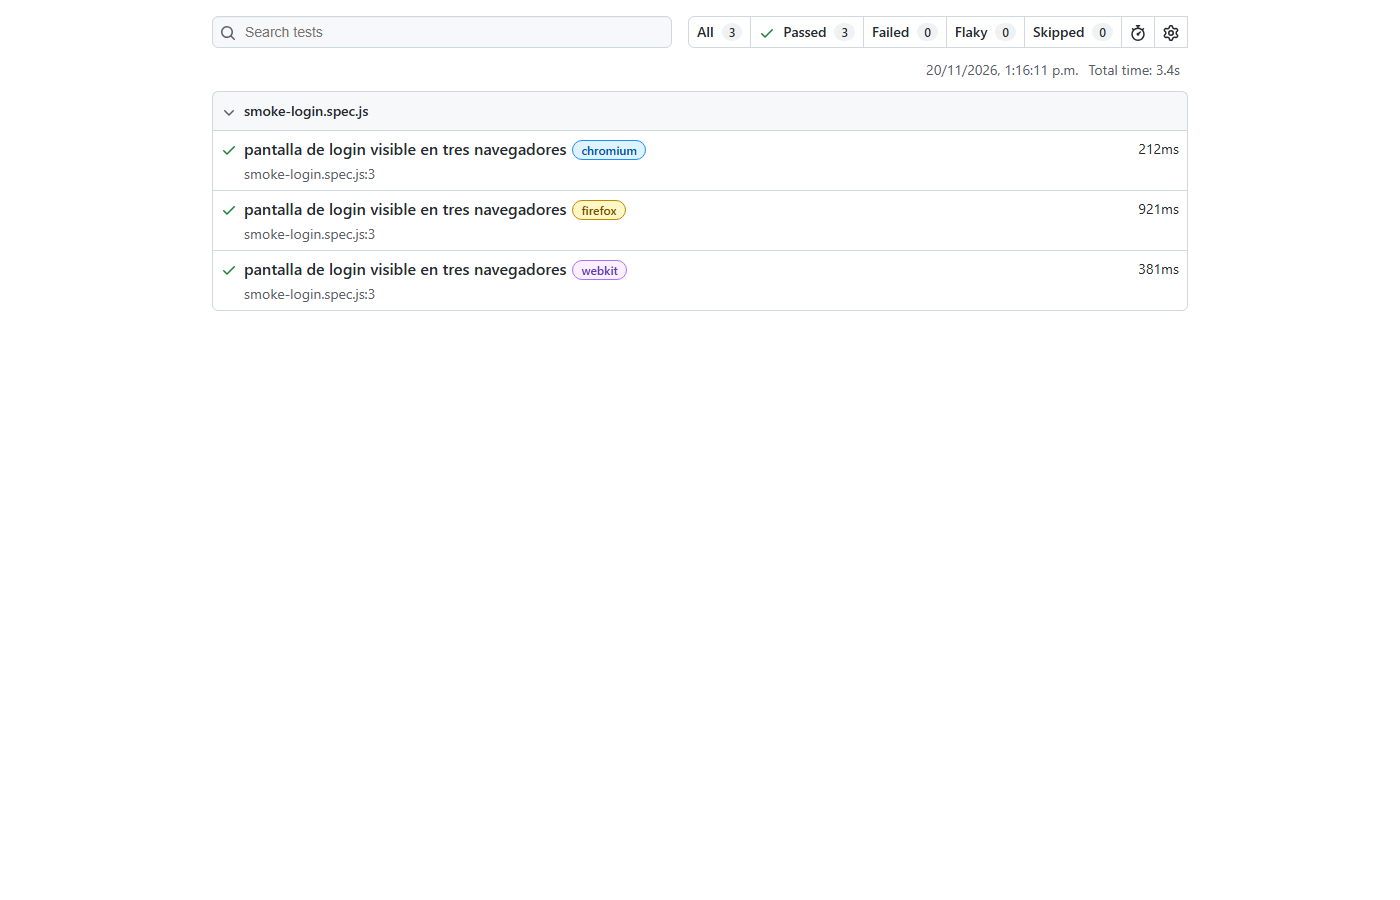 Search tests
All 3 Passed 3 Failed 0 Flaky 0 Skipped 0
20/11/2026, 1:16:11 p.m. Total time: 3.4s
smoke-login.spec.js
pantalla de login visible en tres navegadores chromium 212ms
smoke-login.spec.js:3
pantalla de login visible en tres navegadores firefox 921ms
smoke-login.spec.js:3
pantalla de login visible en tres navegadores webkit 381ms
smoke-login.spec.js:3